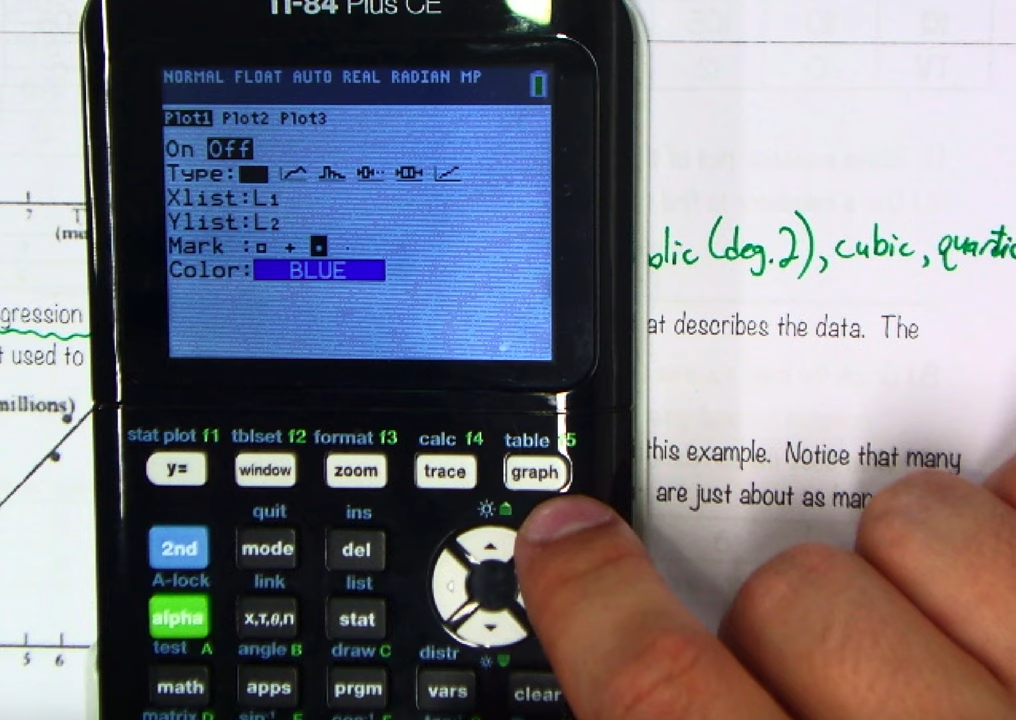 TI-84 Plus CE
NORMAL FLOAT AUTO REAL RADIAN MP
Plot1 Plot2 Plot3
On Off
Type:
Xlist:L1
Ylist:L2
Mark :
Color: BLUE
stat plot f1 tblset f2 format f3 calc f4 table f5
y= window zoom trace graph
quit ins
2nd mode del
A-lock link list
alpha X,T,θ,n stat
test A angle B draw C distr
math apps prgm vars clear
7
gression
t used to
millions)
5 6
olic (deg. 2), cubic, quartic
at describes the data. The
this example. Notice that many
are just about as